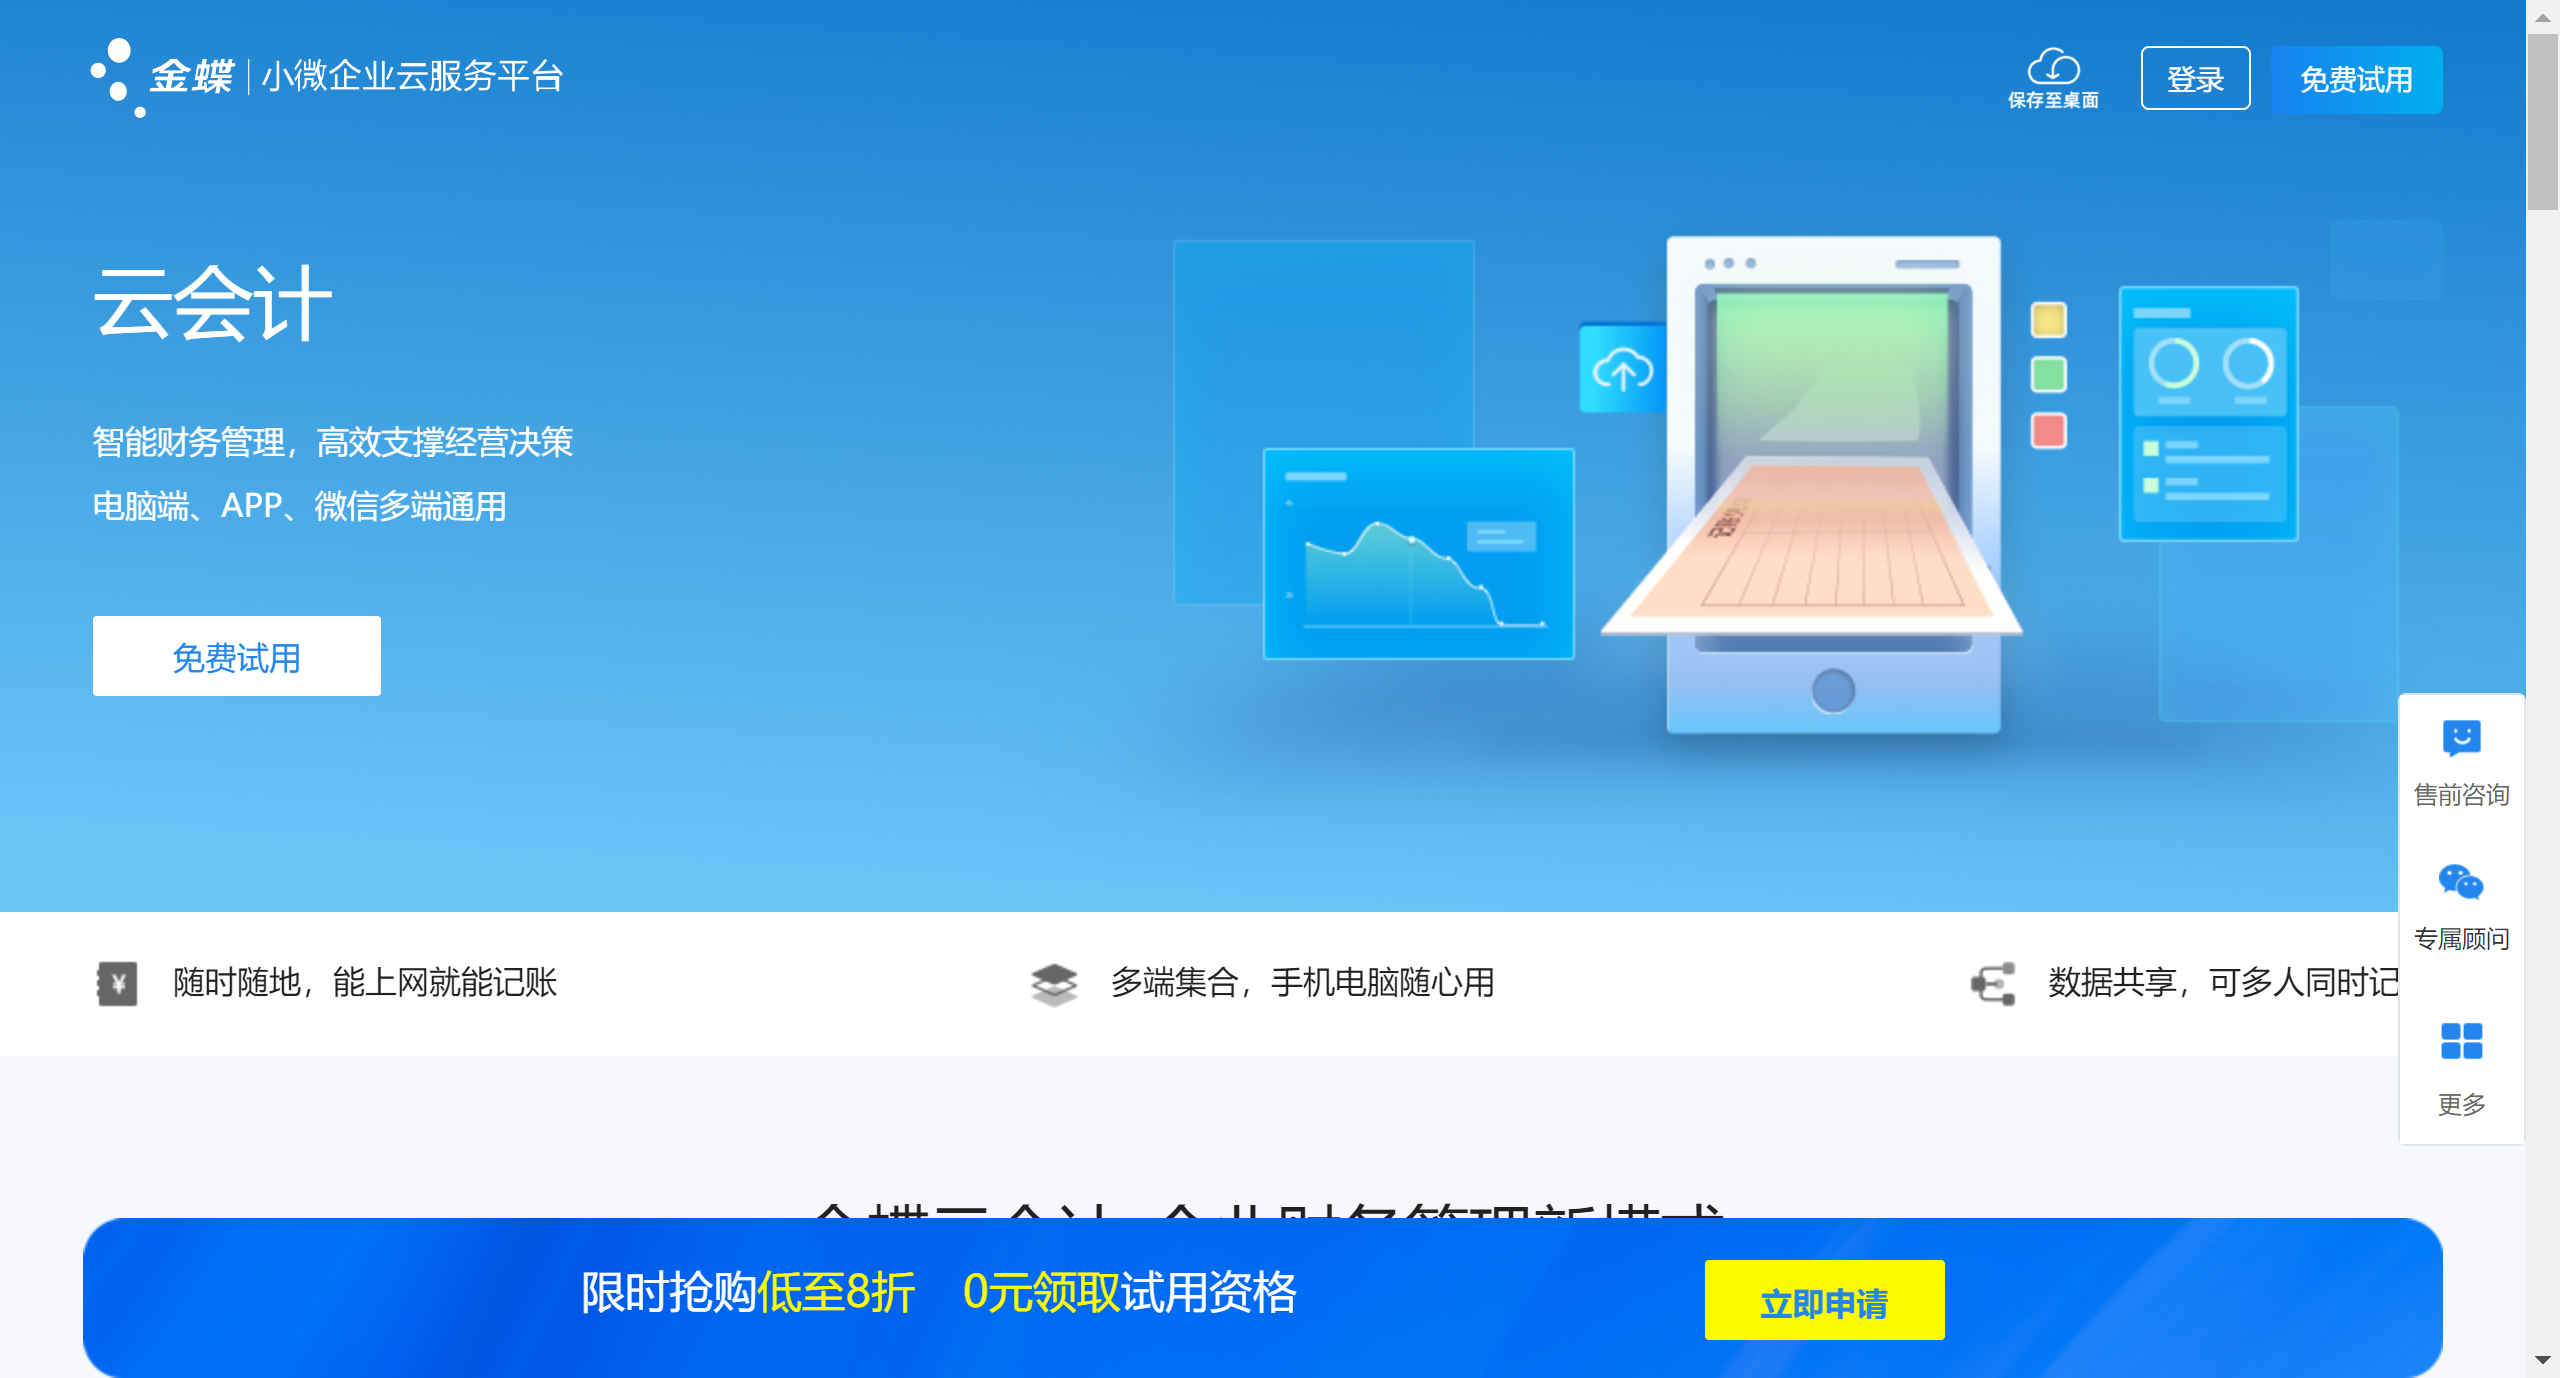 金蝶 | 小微企业云服务平台
保存至桌面
登录
免费试用
云会计
智能财务管理，高效支撑经营决策
电脑端、APP、微信多端通用
免费试用
售前咨询
专属顾问
更多
随时随地，能上网就能记账
多端集合，手机电脑随心用
数据共享，可多人同时记
限时抢购低至8折 0元领取试用资格
立即申请